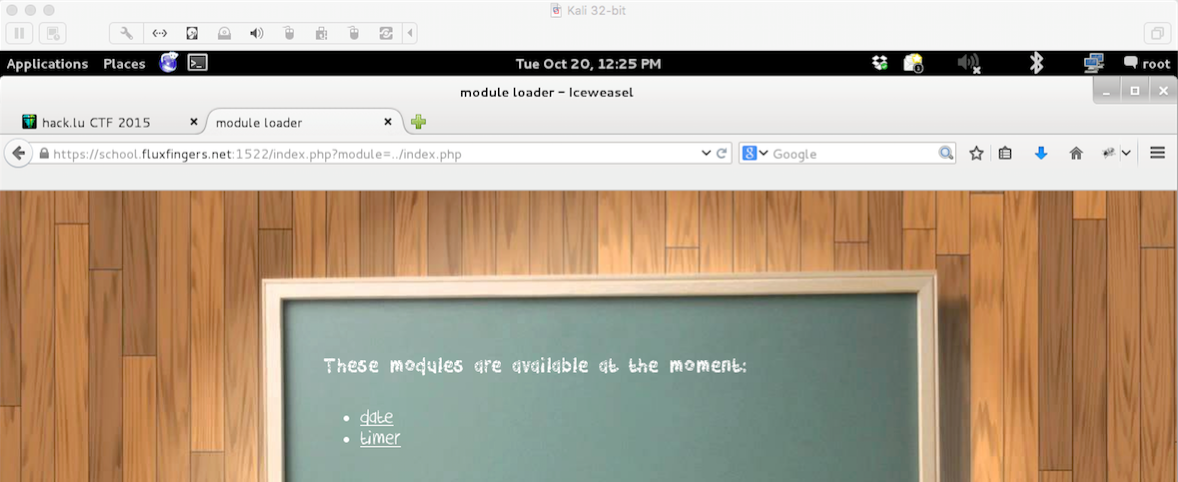 Kali 32-bit
Applications Places Tue Oct 20, 12:25 PM root
module loader - Iceweasel
hack.lu CTF 2015 module loader
https://school.fluxfingers.net:1522/index.php?module=../index.php Google
These modules are available at the moment:
date
timer